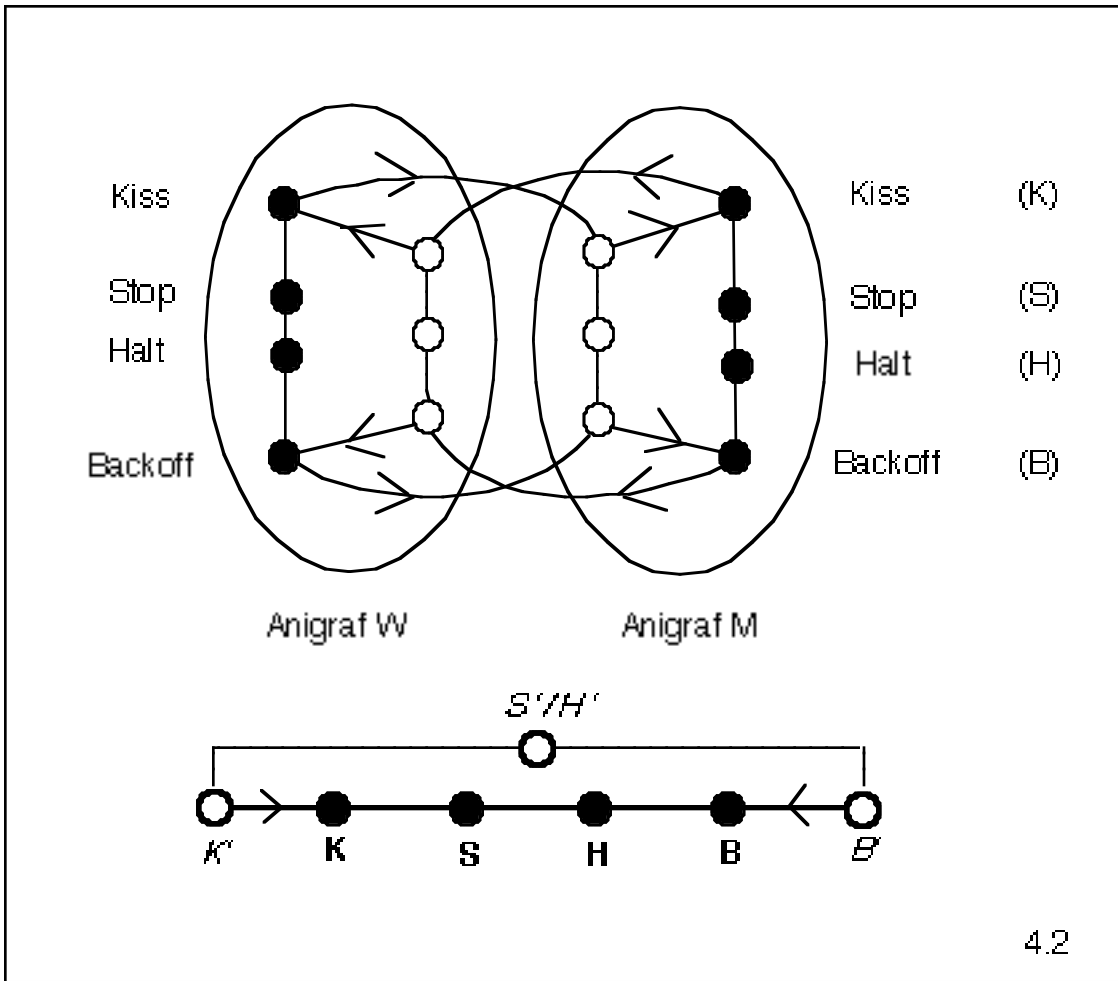 Kiss Kiss (K)
Stop Stop (S)
Halt Halt (H)
Backoff Backoff (B)
Anigraf W Anigraf M
S'/H'
K' K S H B B'
4.2